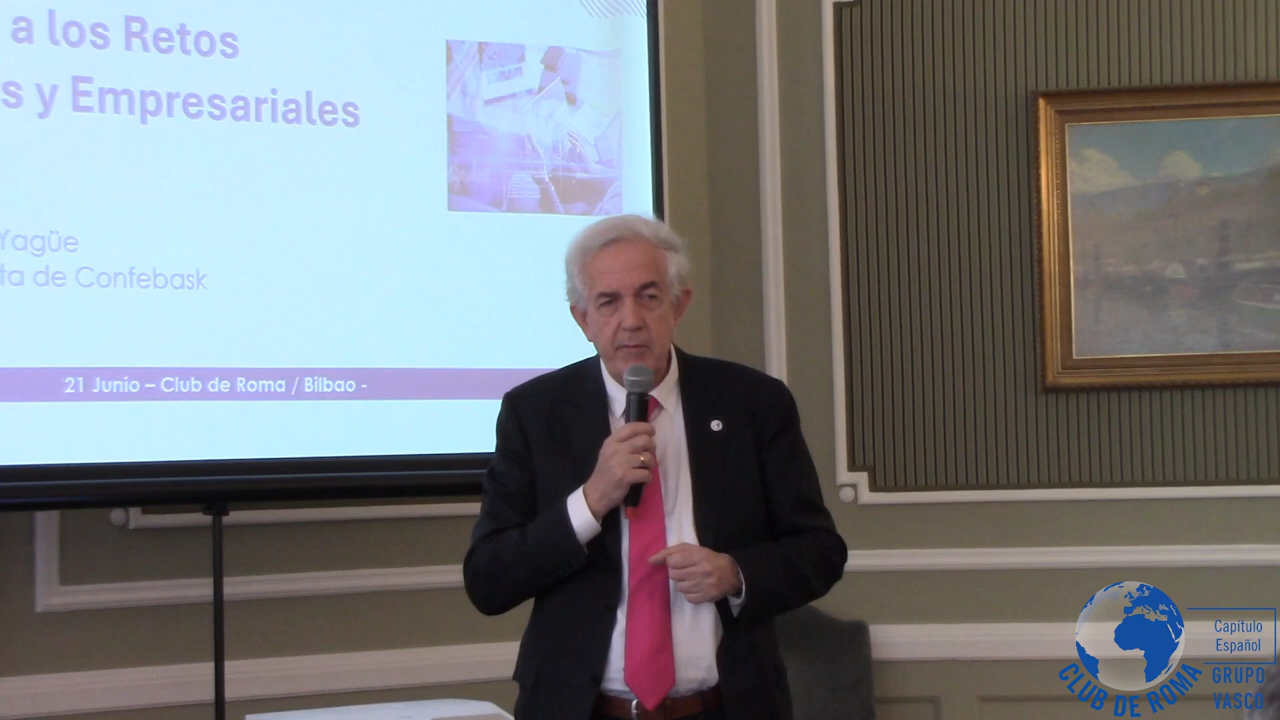 a los Retos
s y Empresariales
Yagüe
ta de Confebask
21 Junio – Club de Roma / Bilbao -
Capítulo
Español
GRUPO
VASCO
CLUB DE ROMA